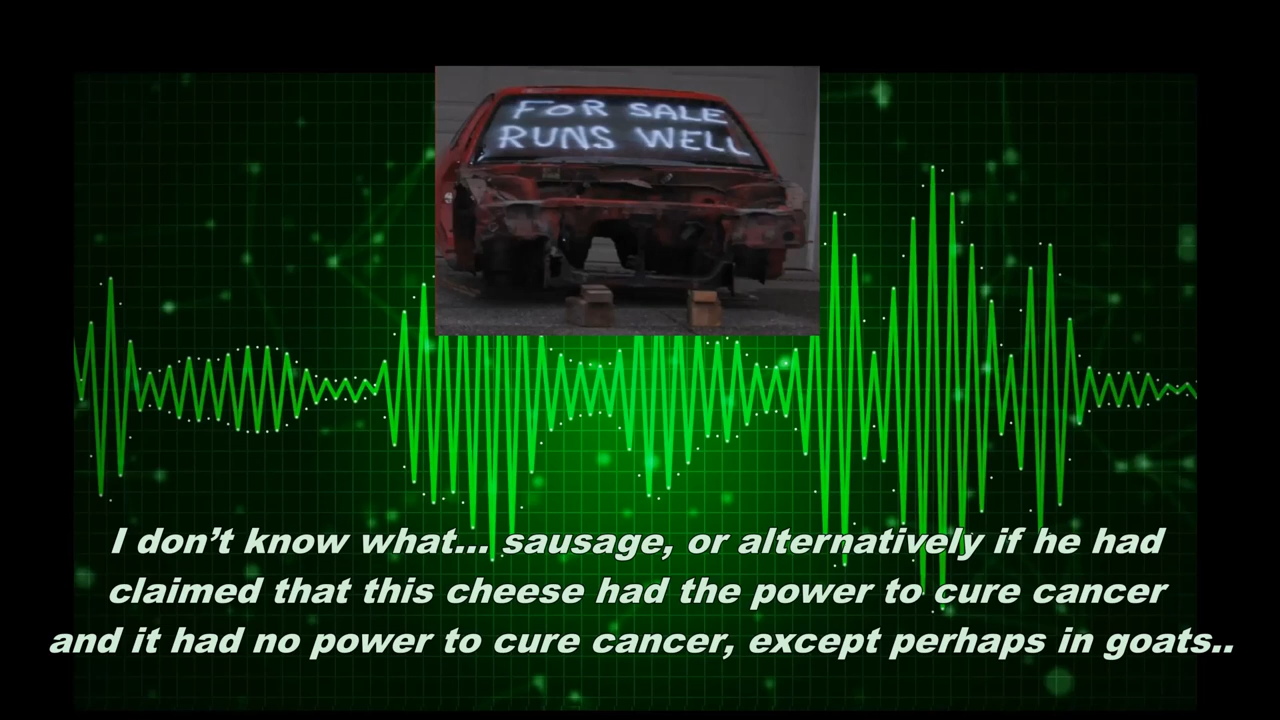 FOR SALE
RUNS WELL
I don’t know what... sausage, or alternatively if he had
claimed that this cheese had the power to cure cancer
and it had no power to cure cancer, except perhaps in goats..